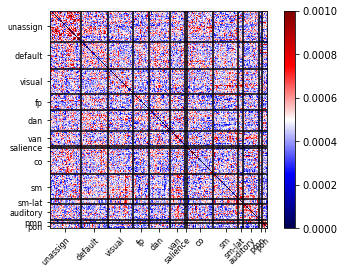 unassign
default
visual
fp
dan
van
salience
co
sm
sm-lat
auditory
pmn
pon
unassign
default
visual
fp
dan
van
salience
co
sm
sm-lat
auditory
0.0010
0.0008
0.0006
0.0004
0.0002
0.0000